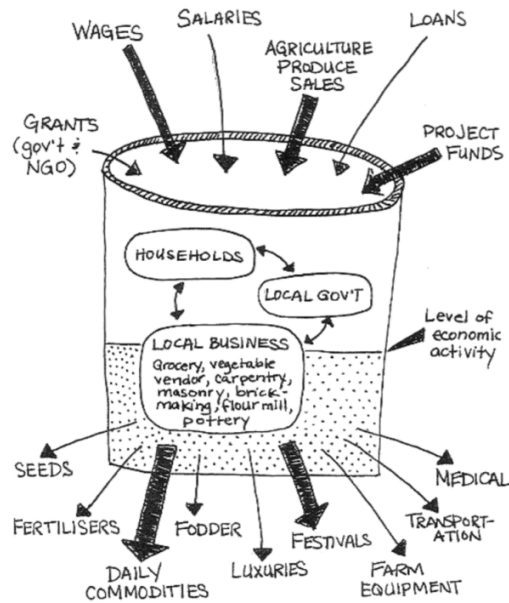 WAGES
SALARIES
LOANS
AGRICULTURE
PRODUCE
SALES
GRANTS
(gov't &
NGO)
PROJECT
FUNDS
HOUSEHOLDS
LOCAL GOV'T
Level of
economic
activity
LOCAL BUSINESS
Grocery, vegetable
vendor, carpentry,
masonry, brick-
making, flour mill,
pottery
SEEDS
FERTILISERS
DAILY
COMMODITIES
FODDER
LUXURIES
FESTIVALS
FARM
EQUIPMENT
TRANSPORT-
ATION
MEDICAL